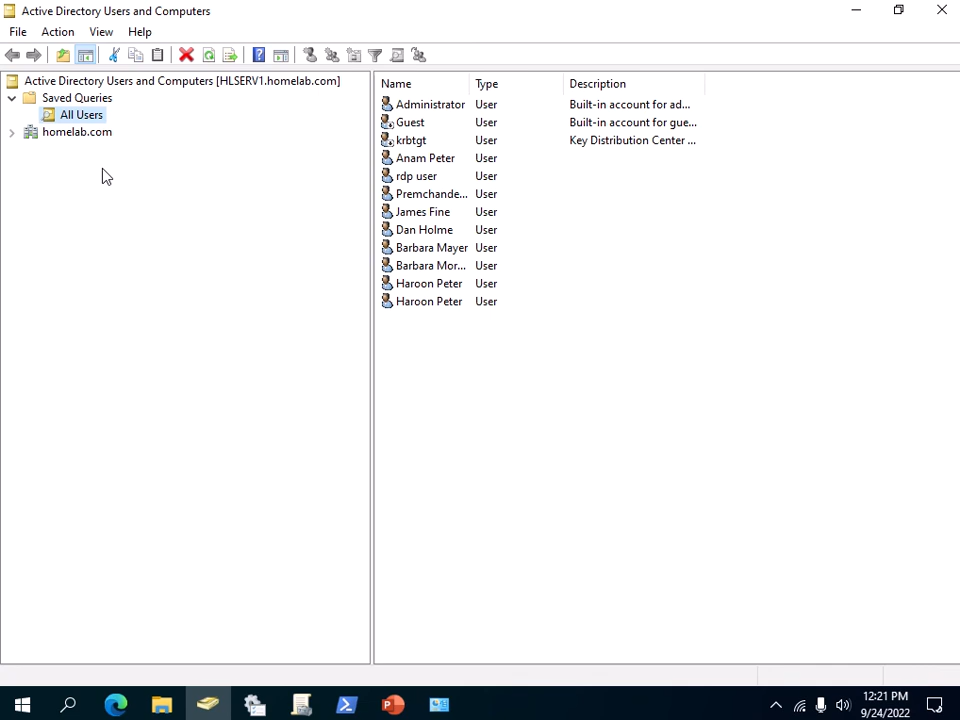 Active Directory Users and Computers
File Action View Help
Active Directory Users and Computers [HLSERV1.homelab.com]
Saved Queries
All Users
homelab.com
Name Type Description
Administrator User Built-in account for ad...
Guest User Built-in account for gue...
krbtgt User Key Distribution Center ...
Anam Peter User
rdp user User
Premchande... User
James Fine User
Dan Holme User
Barbara Mayer User
Barbara Mor... User
Haroon Peter User
Haroon Peter User
12:21 PM
9/24/2022